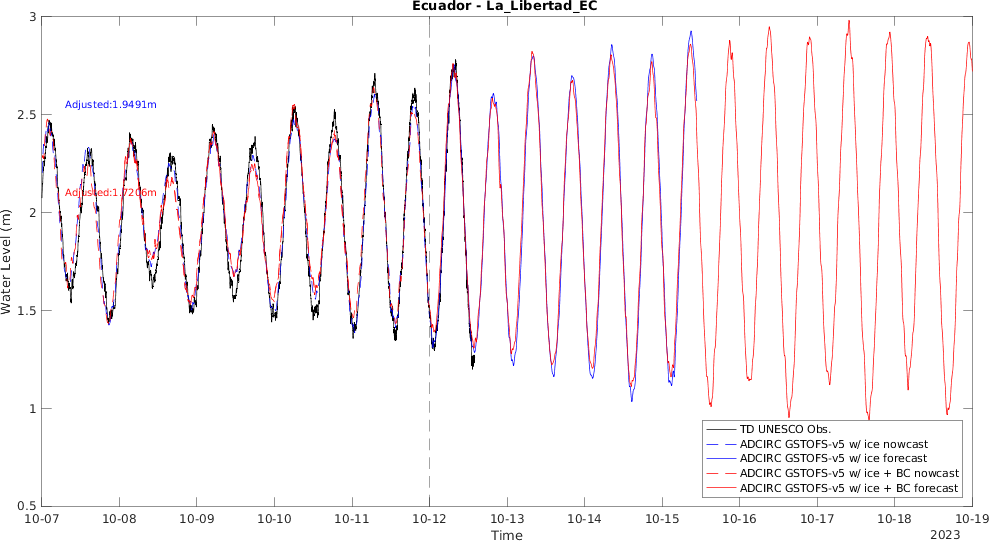 Ecuador - La_Libertad_EC
3
2.5
2
1.5
1
0.5
Water Level (m)
Adjusted:1.9491m
Adjusted:1.7206m
TD UNESCO Obs.
ADCIRC GSTOFS-v5 w/ ice nowcast
ADCIRC GSTOFS-v5 w/ ice forecast
ADCIRC GSTOFS-v5 w/ ice + BC nowcast
ADCIRC GSTOFS-v5 w/ ice + BC forecast
10-07 10-08 10-09 10-10 10-11 10-12 10-13 10-14 10-15 10-16 10-17 10-18 10-19
Time
2023